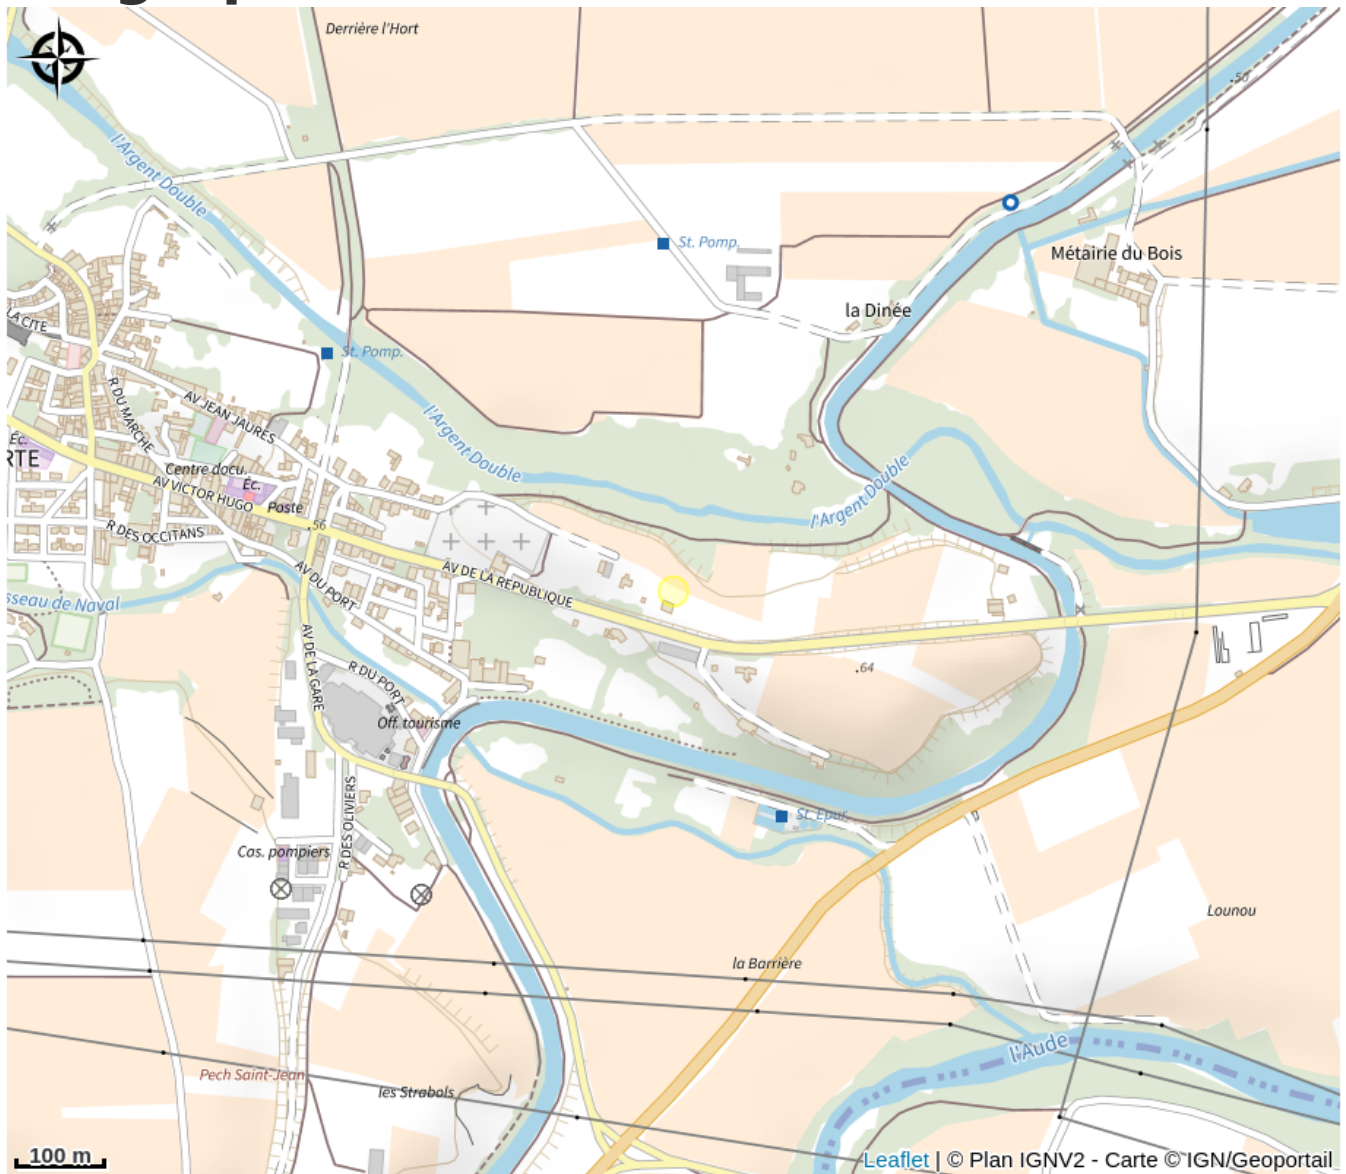 Derrière l'Hort
.50
l'Argent Double
St. Pomp.
Métairie du Bois
la Dinée
LA CITE
St. Pomp.
R DU MARCHE
AV JEAN JAURES
l'Argent Double
Éc.
RTE
Centre docu.
Éc.
AV VICTOR HUGO
Poste
l'Argent Double
.56
R DES OCCITANS
AV DU PORT
AV DE LA REPUBLIQUE
sseau de Naval
AV DE LA GARE
R DU PORT
.64
Off. tourisme
R DES OLIVIERS
St. Epur.
Cas. pompiers
Lounou
la Barrière
l'Aude
Pech Saint-Jean
les Strabols
100 m
Leaflet | © Plan IGNV2 - Carte © IGN/Geoportail